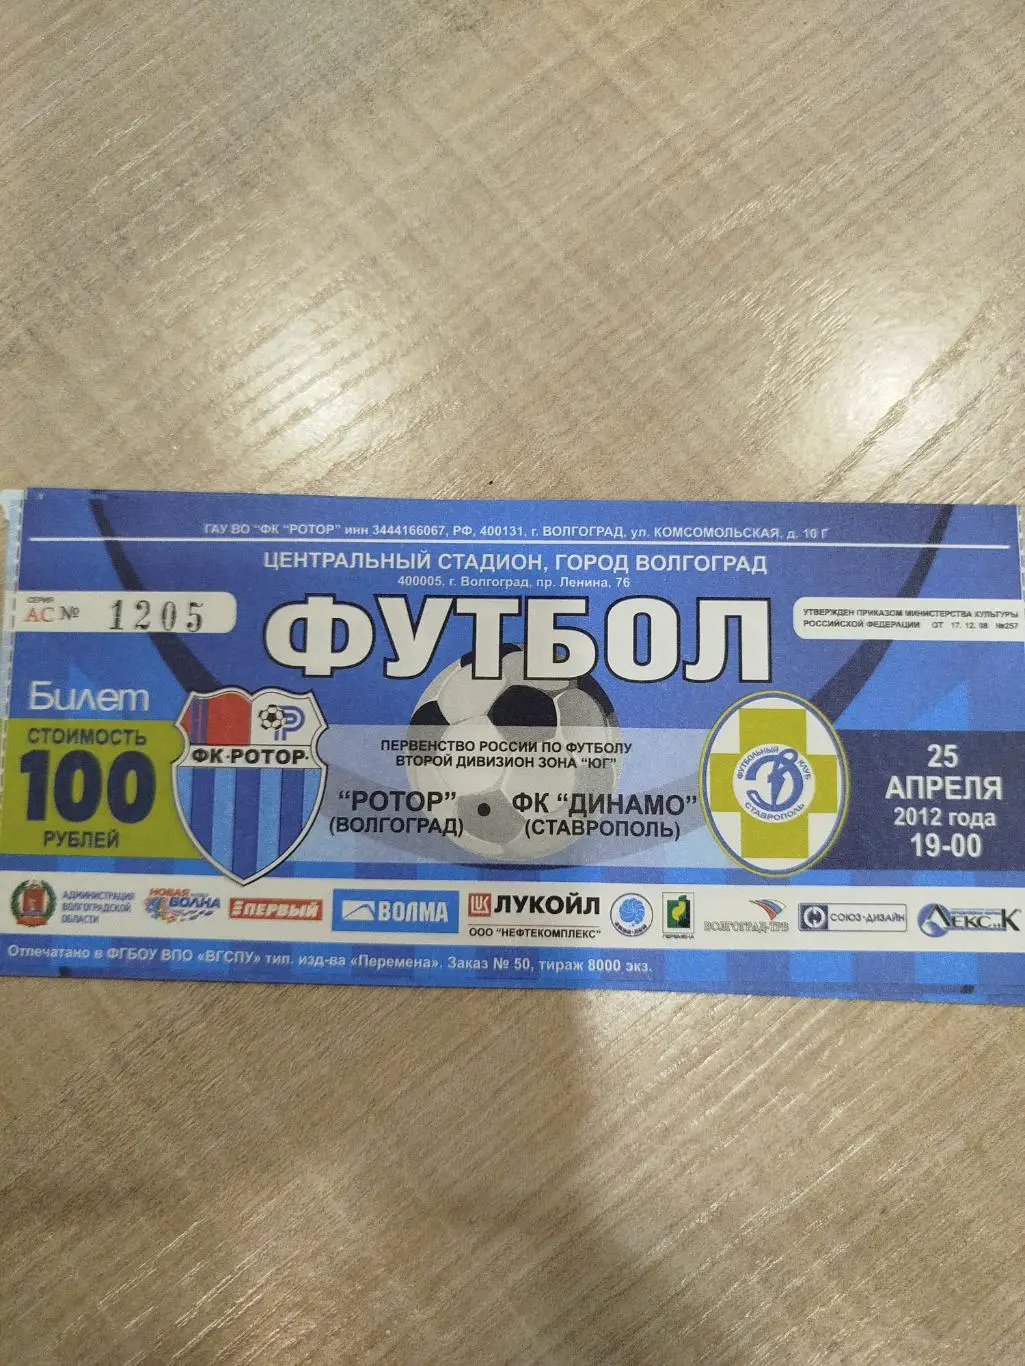 ГАУ ВО "ФК "РОТОР" ИНН 3444166067, РФ, 400131, г. ВОЛГОГРАД, ул. КОМСОМОЛЬСКАЯ, д. 10 Г
ЦЕНТРАЛЬНЫЙ СТАДИОН, ГОРОД ВОЛГОГРАД
400005, г. Волгоград, пр. Ленина, 76
СЕРИЯ
АС № 1205
ФУТБОЛ
УТВЕРЖДЕН ПРИКАЗОМ МИНИСТЕРСТВА КУЛЬТУРЫ
РОССИЙСКОЙ ФЕДЕРАЦИИ ОТ 17.12.08 №257
Билет
СТОИМОСТЬ
100
РУБЛЕЙ
ФК·РОТОР·
ПЕРВЕНСТВО РОССИИ ПО ФУТБОЛУ
ВТОРОЙ ДИВИЗИОН ЗОНА "ЮГ"
"РОТОР" • ФК "ДИНАМО"
(ВОЛГОГРАД) (СТАВРОПОЛЬ)
ФУТБОЛЬНЫЙ КЛУБ
СТАВРОПОЛЬ
25
АПРЕЛЯ
2012 года
19-00
АДМИНИСТРАЦИЯ
ВОЛГОГРАДСКОЙ
ОБЛАСТИ
НОВАЯ
ВОЛНА
ПЕРВЫЙ
ВОЛМА
ЛУКОЙЛ
ООО "НЕФТЕКОМПЛЕКС"
ПЕРЕМЕНА
ВОЛГОГРАД-ТРВ
СОЮЗ-ДИЗАЙН
ЛЕКС и К
Отпечатано в ФГБОУ ВПО «ВГСПУ» тип. изд-ва «Перемена». Заказ № 50, тираж 8000 экз.